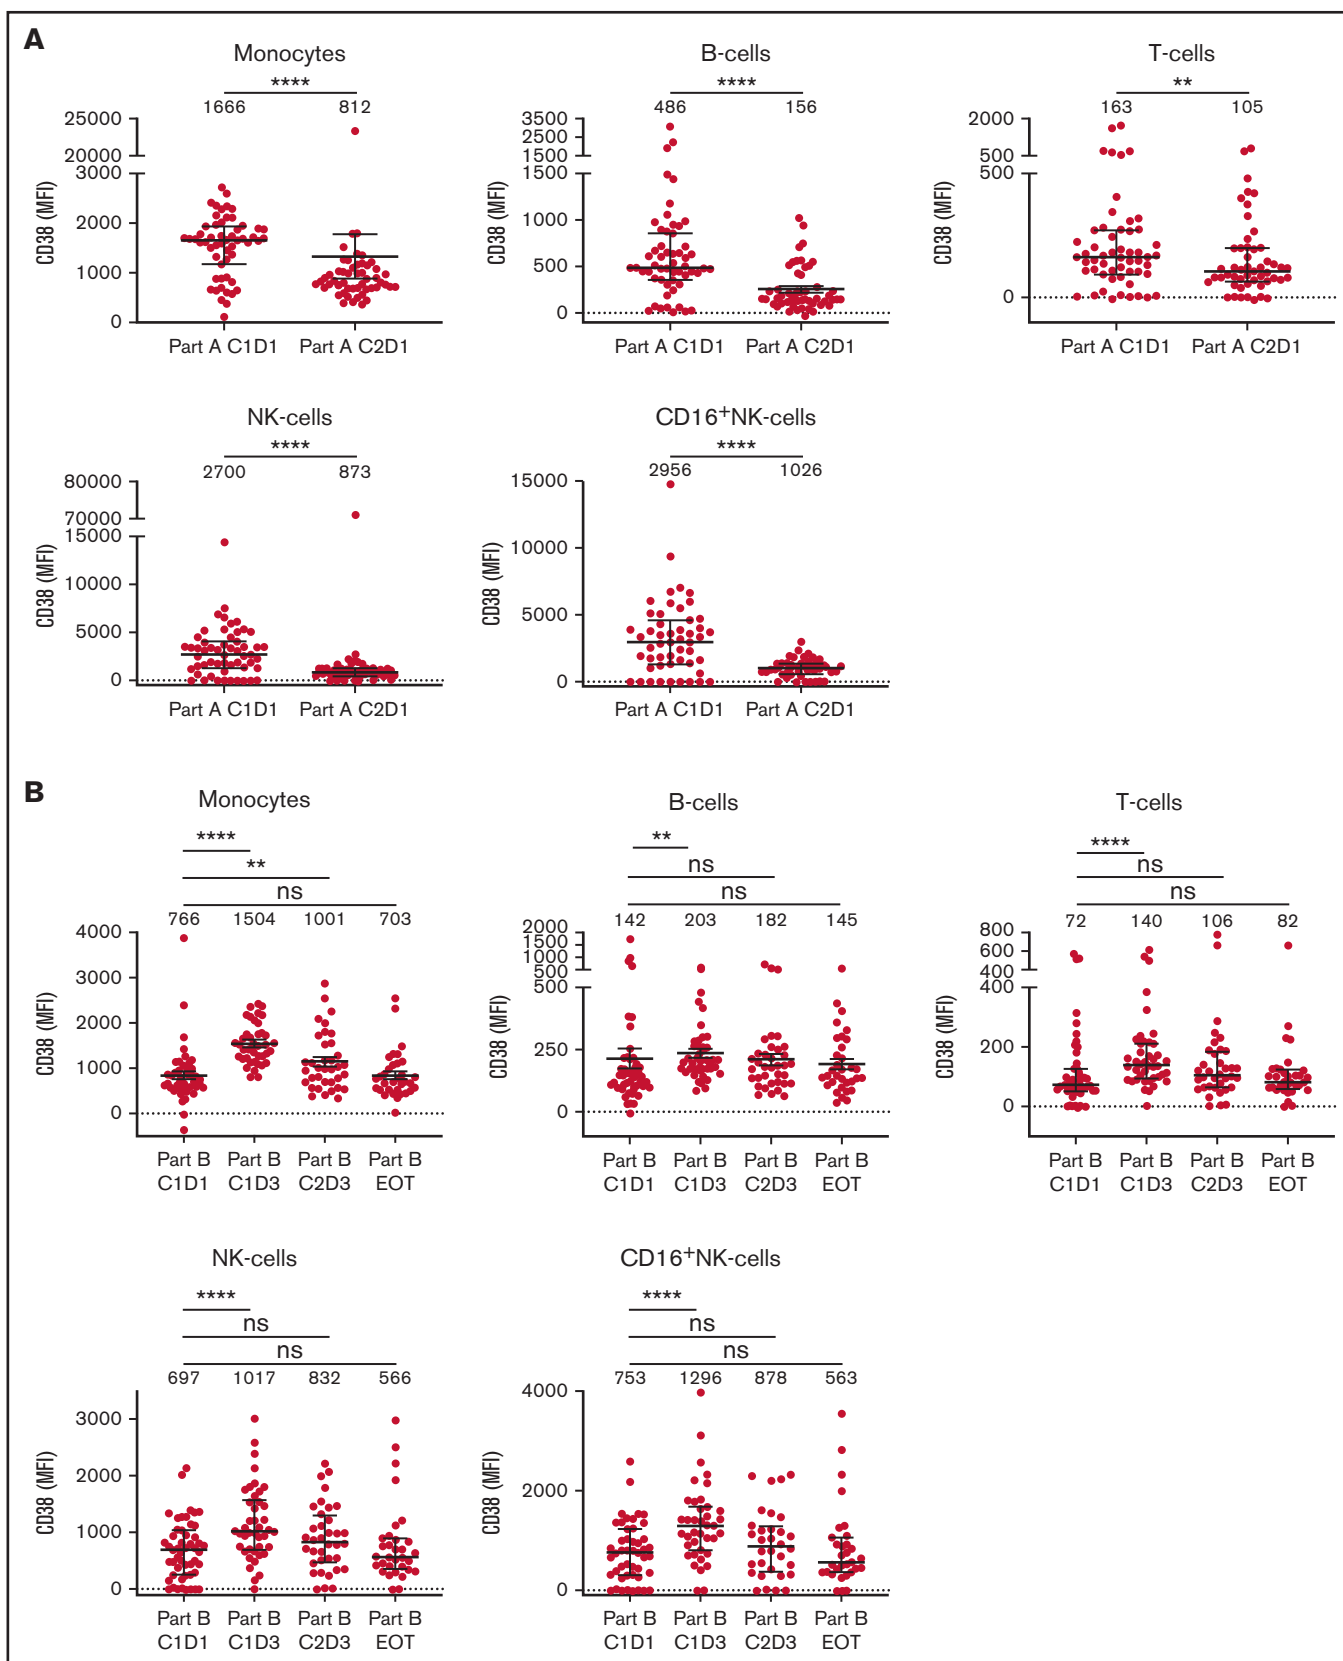 A
Monocytes
****
1666 812
25000
20000
3000
2000
1000
0
CD38 (MFI)
Part A C1D1 Part A C2D1
B-cells
****
486 156
3500
2500
1500
1500
1000
500
0
CD38 (MFI)
Part A C1D1 Part A C2D1
T-cells
**
163 105
2000
500
500
0
CD38 (MFI)
Part A C1D1 Part A C2D1
NK-cells
****
2700 873
80000
70000
15000
10000
5000
0
CD38 (MFI)
Part A C1D1 Part A C2D1
CD16+NK-cells
****
2956 1026
15000
10000
5000
0
CD38 (MFI)
Part A C1D1 Part A C2D1
B
Monocytes
****
**
ns
766 1504 1001 703
4000
3000
2000
1000
0
CD38 (MFI)
Part B Part B Part B Part B
C1D1 C1D3 C2D3 EOT
B-cells
**
ns
ns
142 203 182 145
2000
1500
1000
500
500
250
0
CD38 (MFI)
Part B Part B Part B Part B
C1D1 C1D3 C2D3 EOT
T-cells
****
ns
ns
72 140 106 82
800
600
400
400
200
0
CD38 (MFI)
Part B Part B Part B Part B
C1D1 C1D3 C2D3 EOT
NK-cells
****
ns
ns
697 1017 832 566
3000
2000
1000
0
CD38 (MFI)
Part B Part B Part B Part B
C1D1 C1D3 C2D3 EOT
CD16+NK-cells
****
ns
ns
753 1296 878 563
4000
2000
0
CD38 (MFI)
Part B Part B Part B Part B
C1D1 C1D3 C2D3 EOT